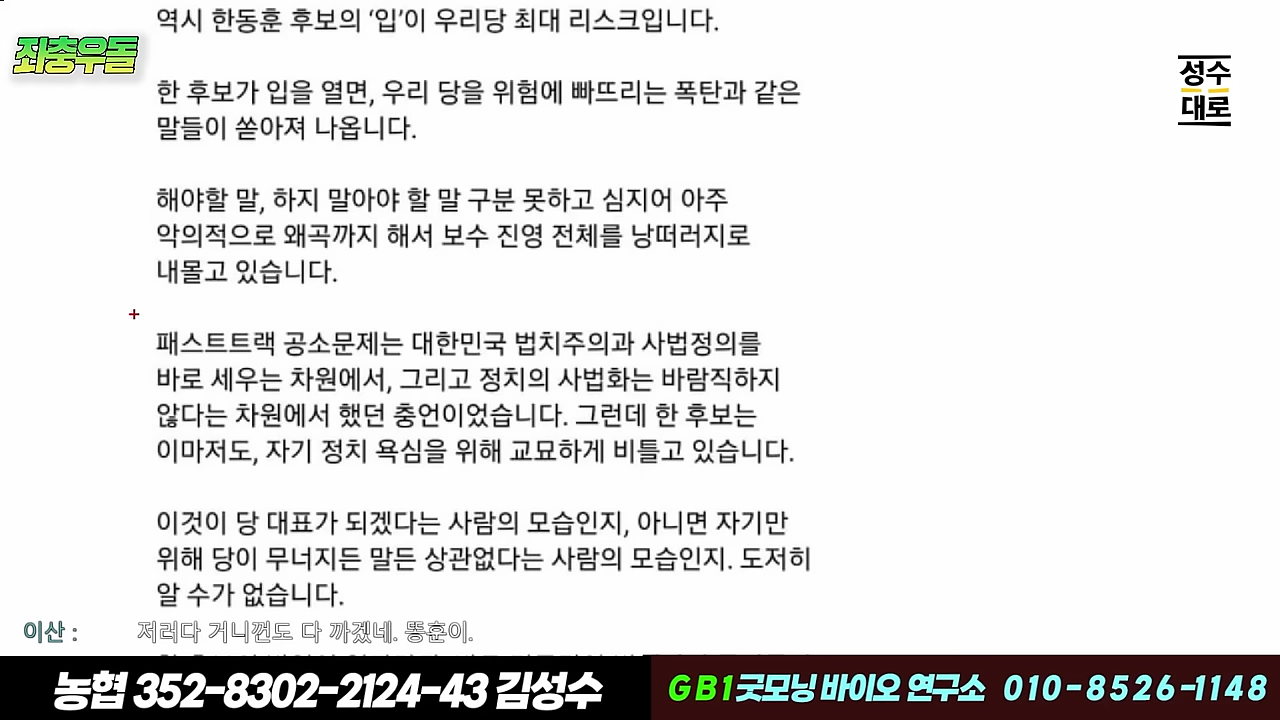 역시 한동훈 후보의 ‘입’이 우리당 최대 리스크입니다.
좌충우돌
성수
대로
한 후보가 입을 열면, 우리 당을 위험에 빠뜨리는 폭탄과 같은
말들이 쏟아져 나옵니다.
해야할 말, 하지 말아야 할 말 구분 못하고 심지어 아주
악의적으로 왜곡까지 해서 보수 진영 전체를 낭떠러지로
내몰고 있습니다.
패스트트랙 공소문제는 대한민국 법치주의과 사법정의를
바로 세우는 차원에서, 그리고 정치의 사법화는 바람직하지
않다는 차원에서 했던 충언이었습니다. 그런데 한 후보는
이마저도, 자기 정치 욕심을 위해 교묘하게 비틀고 있습니다.
이것이 당 대표가 되겠다는 사람의 모습인지, 아니면 자기만
위해 당이 무너지든 말든 상관없다는 사람의 모습인지. 도저히
알 수가 없습니다.
이산 : 저러다 거니껀도 다 까겠네. 똥훈이.
농협 352-8302-2124-43 김성수
GB1굿모닝 바이오 연구소 010-8526-1148